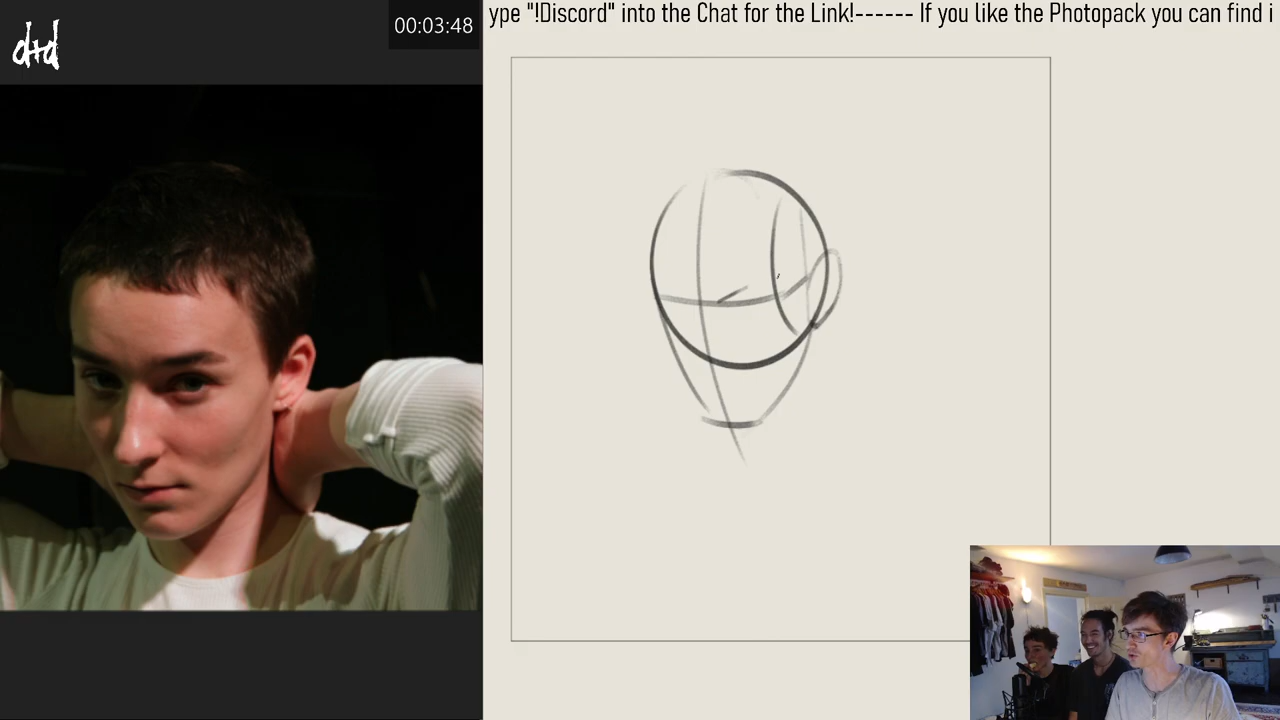 d+d
00:03:48
ype "!Discord" into the Chat for the Link!------ If you like the Photopack you can find i